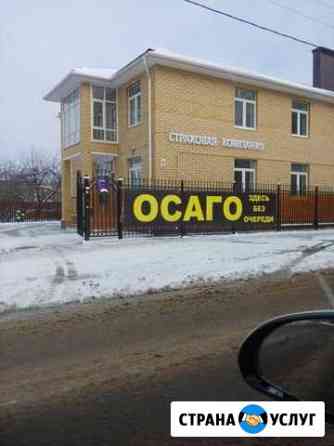 СТРАХОВАЯ КОМПАНИЯ
ОСАГО
ЗДЕСЬ
БЕЗ
ОЧЕРЕДИ
СТРАНА УСЛУГ